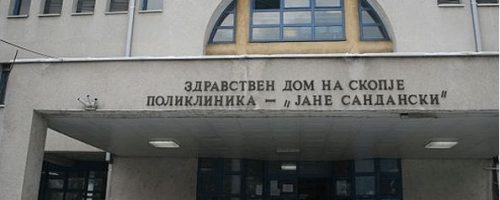 ЗДРАВСТВЕН ДОМ НА СКОПЈЕ
ПОЛИКЛИНИКА – „ЈАНЕ САНДАНСКИ“